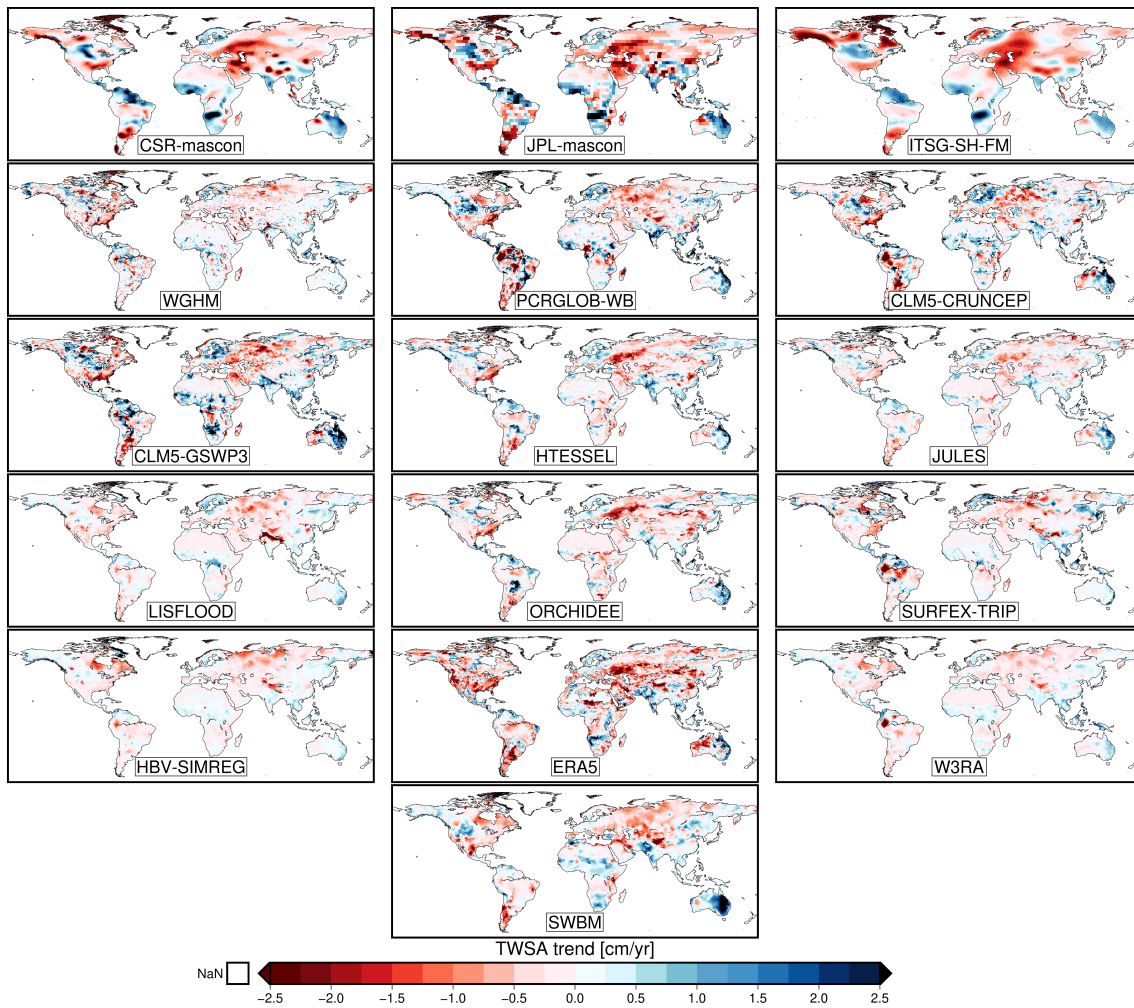 CSR-mascon
JPL-mascon
ITSG-SH-FM
WGHM
PCRGLOB-WB
CLM5-CRUNCEP
CLM5-GSWP3
HTESSEL
JULES
LISFLOOD
ORCHIDEE
SURFEX-TRIP
HBV-SIMREG
ERA5
W3RA
SWBM
TWSA trend [cm/yr]
NaN
−2.5 −2.0 −1.5 −1.0 −0.5 0.0 0.5 1.0 1.5 2.0 2.5